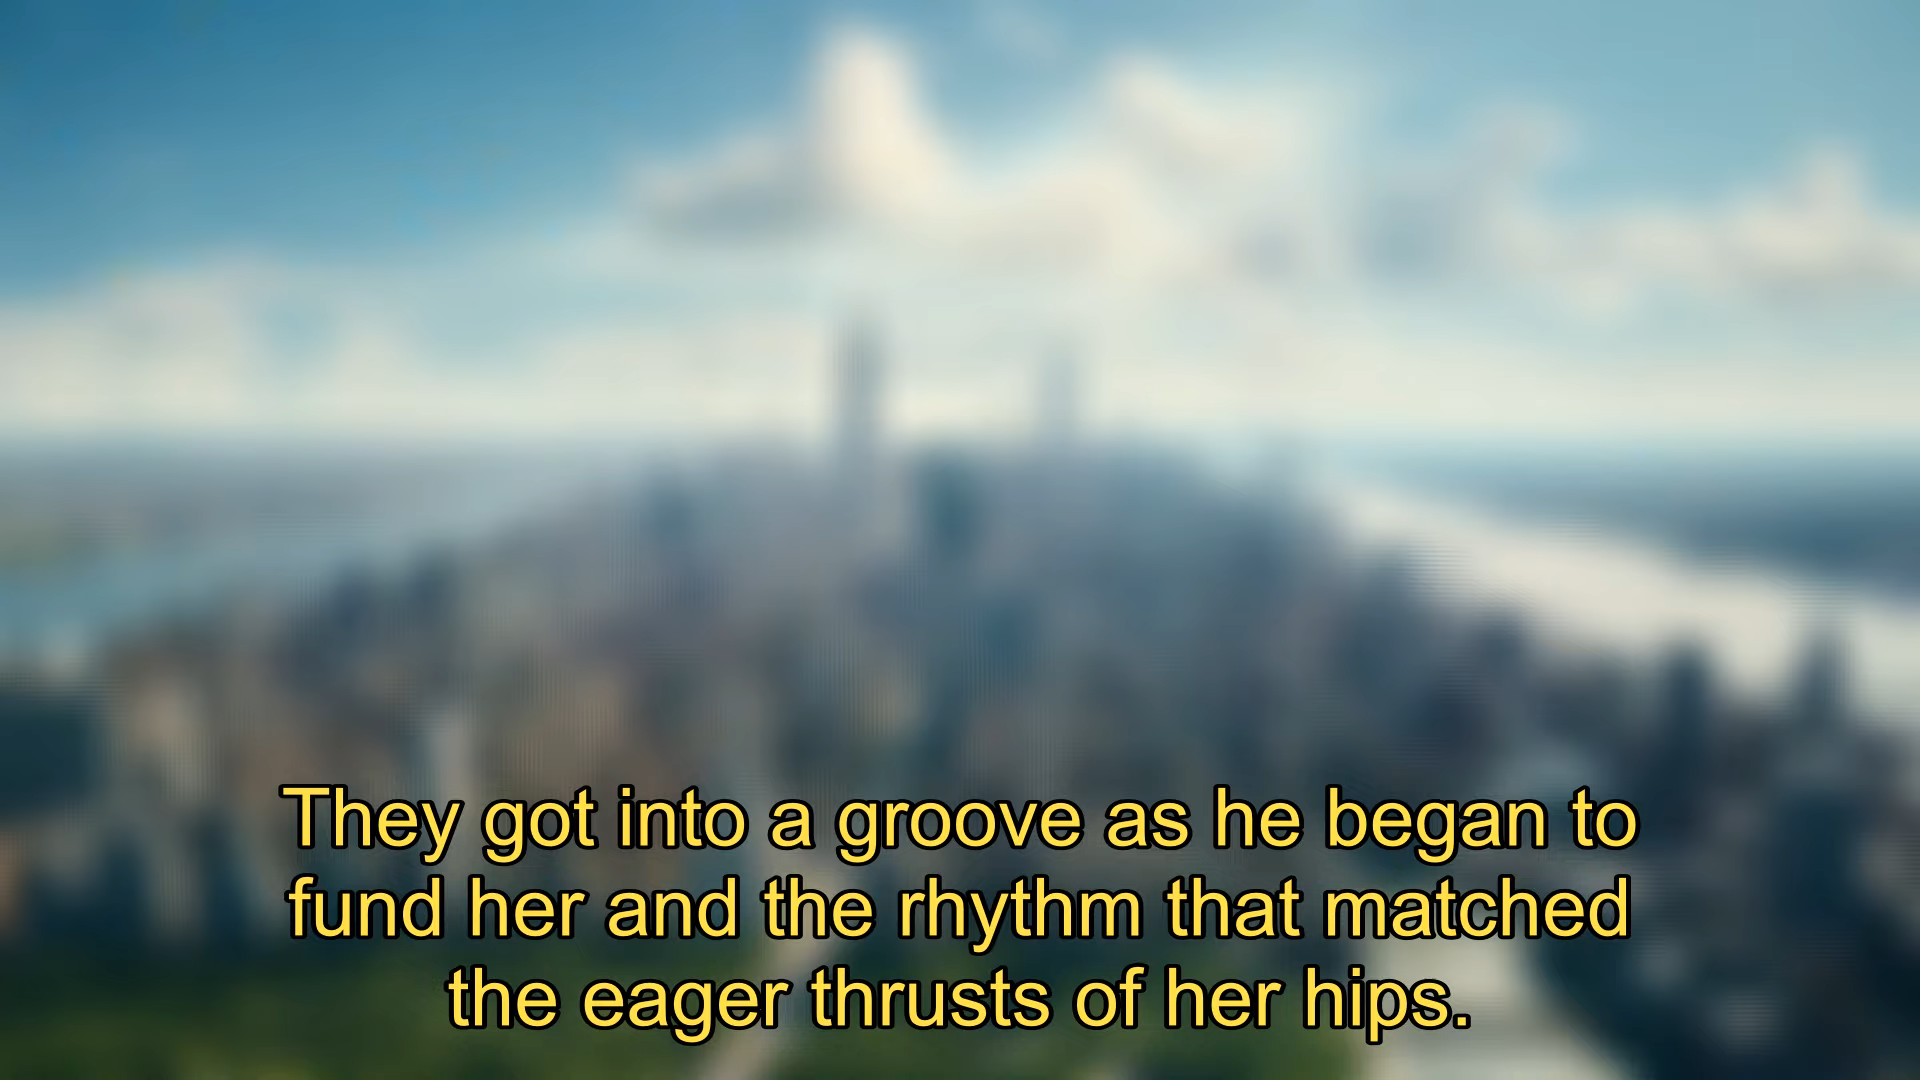 They got into a groove as he began to
fund her and the rhythm that matched
the eager thrusts of her hips.